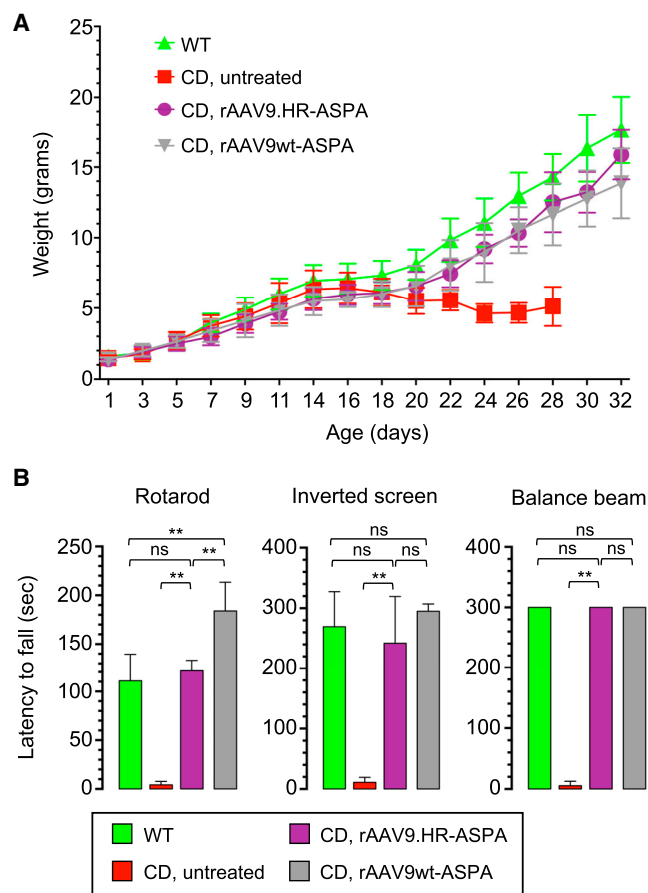 A
25
20
15
10
5
0
Weight (grams)
WT
CD, untreated
CD, rAAV9.HR-ASPA
CD, rAAV9wt-ASPA
1 3 5 7 9 11 14 16 18 20 22 24 26 28 30 32
Age (days)
B
Rotarod
Inverted screen
Balance beam
**
ns **
**
ns
ns ns
**
ns
ns ns
**
Latency to fall (sec)
250
200
150
100
50
0
400
300
200
100
0
400
300
200
100
0
WT
CD, rAAV9.HR-ASPA
CD, untreated
CD, rAAV9wt-ASPA